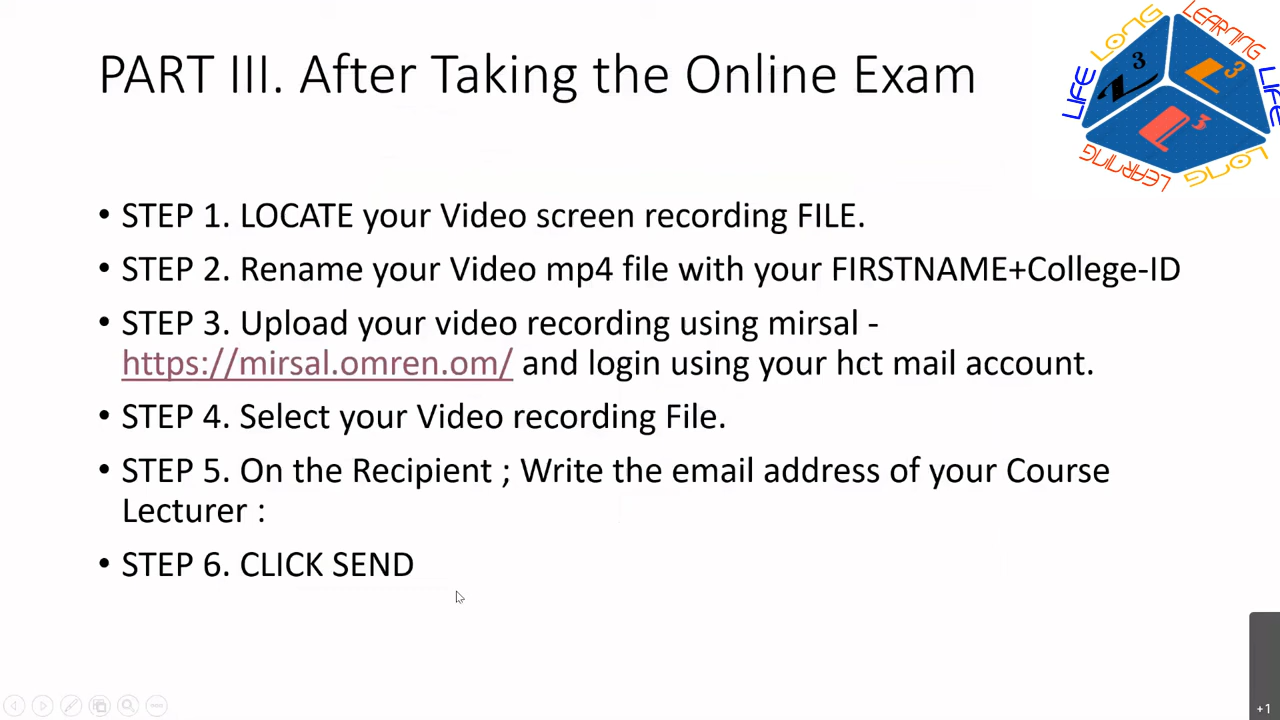 PART III. After Taking the Online Exam
LIFE LONG LEARNING LIFE LONG LEARNING
L3 L3 L3
• STEP 1. LOCATE your Video screen recording FILE.
• STEP 2. Rename your Video mp4 file with your FIRSTNAME+College-ID
• STEP 3. Upload your video recording using mirsal -
https://mirsal.omren.om/ and login using your hct mail account.
• STEP 4. Select your Video recording File.
• STEP 5. On the Recipient ; Write the email address of your Course
Lecturer :
• STEP 6. CLICK SEND
+1